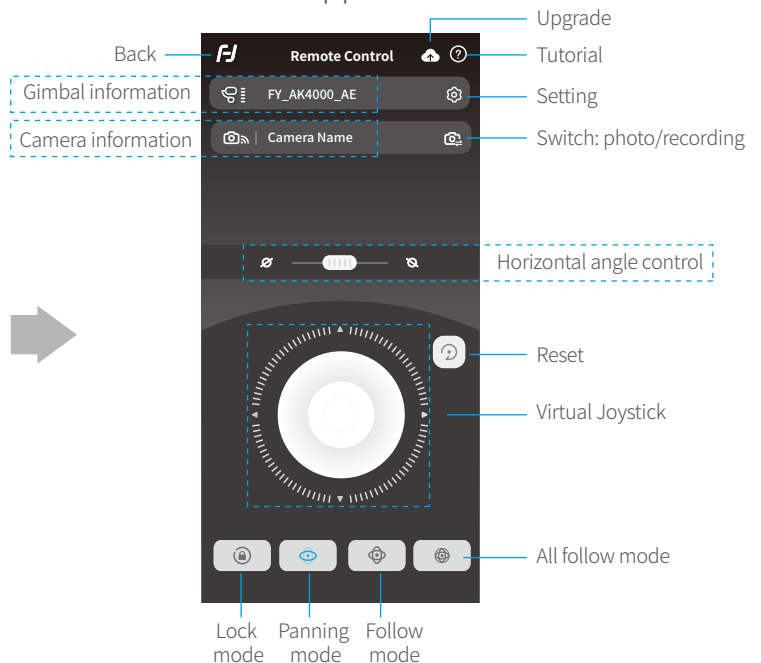 Upgrade
Back
Remote Control
Tutorial
Gimbal information
FY_AK4000_AE
Setting
Camera information
Camera Name
Switch: photo/recording
Horizontal angle control
Reset
Virtual Joystick
All follow mode
Lock
mode
Panning
mode
Follow
mode